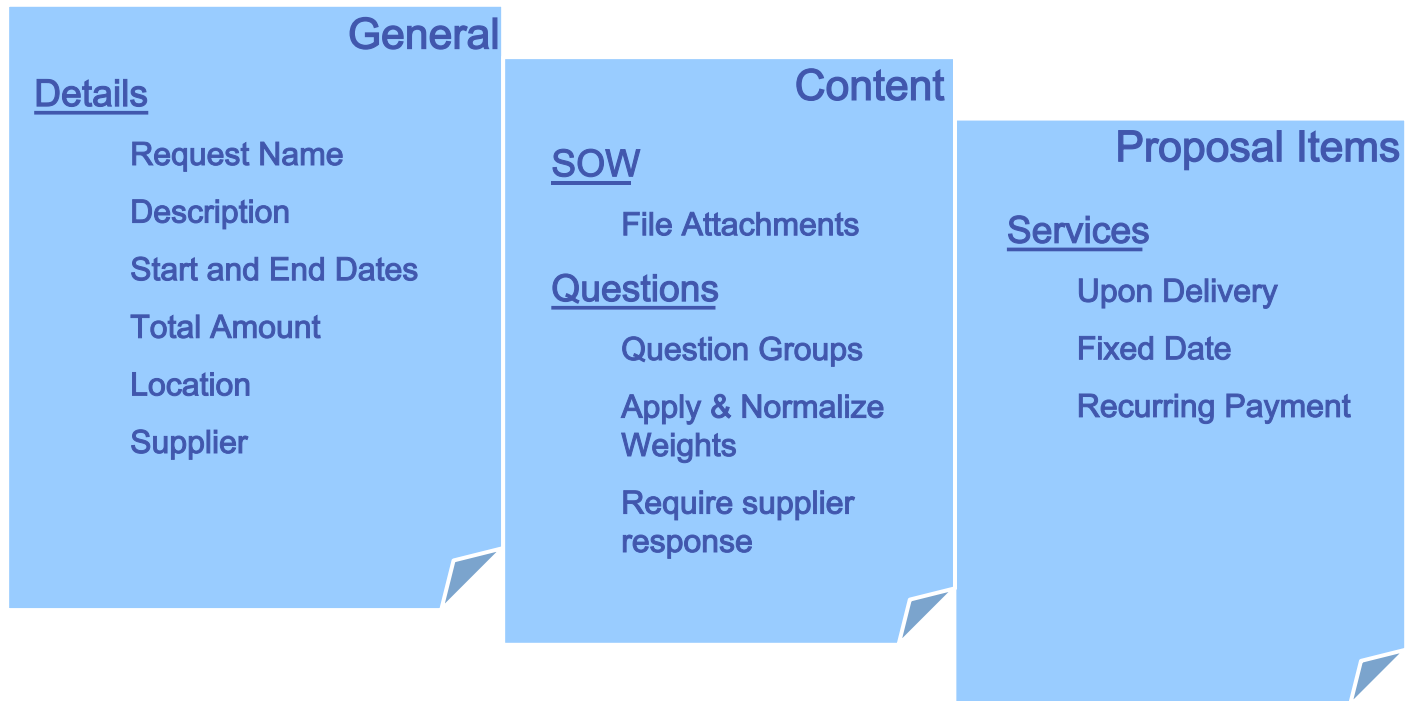 General
Details
Request Name
Description
Start and End Dates
Total Amount
Location
Supplier
Content
SOW
File Attachments
Questions
Question Groups
Apply & Normalize
Weights
Require supplier
response
Proposal Items
Services
Upon Delivery
Fixed Date
Recurring Payment